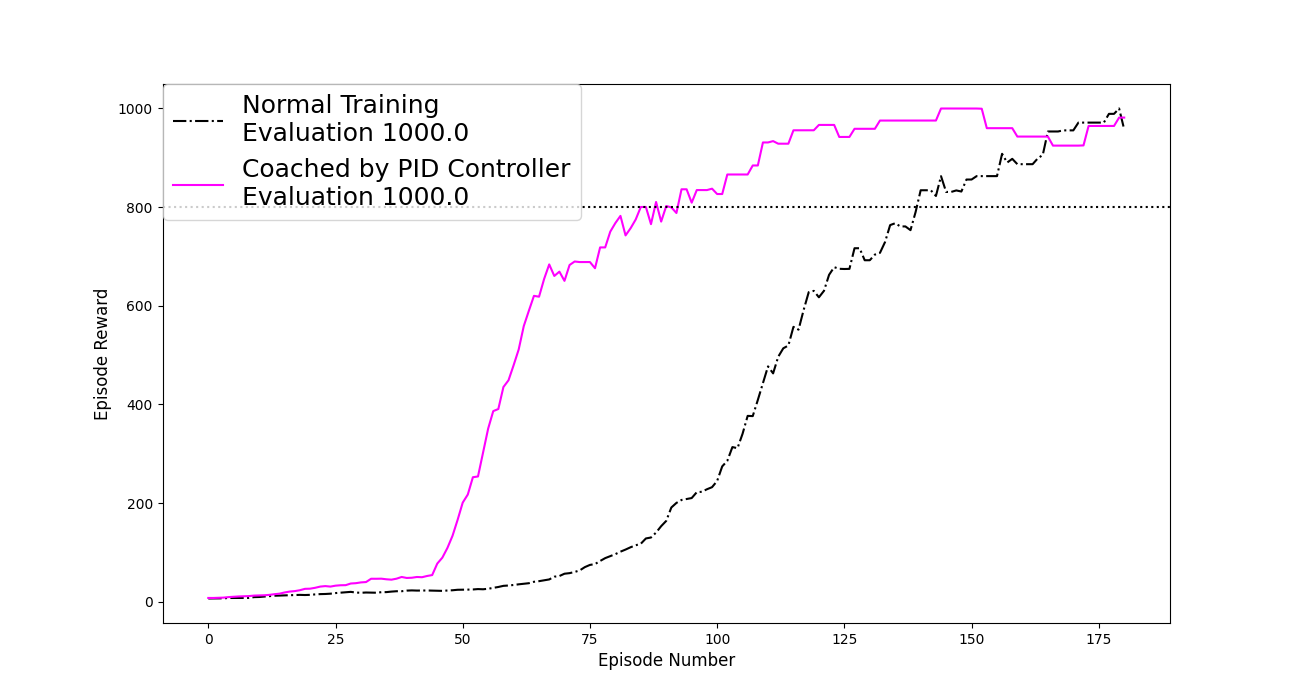 Normal Training
Evaluation 1000.0
Coached by PID Controller
Evaluation 1000.0
1000
800
600
400
200
0
Episode Reward
0 25 50 75 100 125 150 175
Episode Number